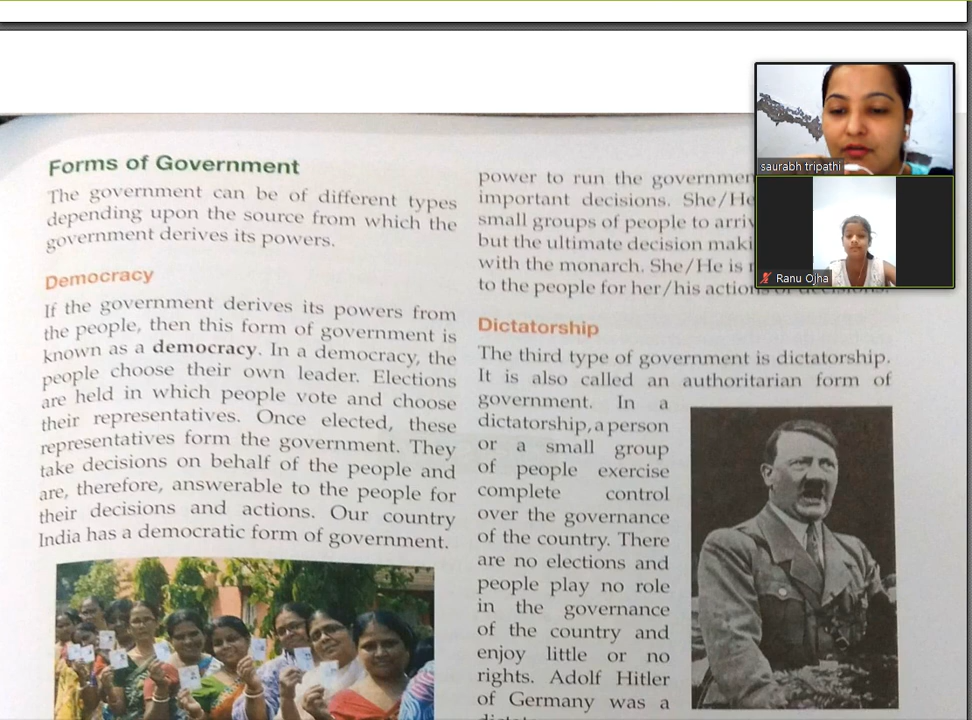 Forms of Government
The government can be of different types
depending upon the source from which the
government derives its powers.
Democracy
If the government derives its powers from
the people, then this form of government is
known as a democracy. In a democracy, the
people choose their own leader. Elections
are held in which people vote and choose
their representatives. Once elected, these
representatives form the government. They
take decisions on behalf of the people and
are, therefore, answerable to the people for
their decisions and actions. Our country
India has a democratic form of government.
power to run the governmen
important decisions. She/He
small groups of people to arriv
but the ultimate decision maki
with the monarch. She/He is
to the people for her/his actions or decisions.
Dictatorship
The third type of government is dictatorship.
It is also called an authoritarian form of
government. In a
dictatorship, a person
or a small group
of people exercise
complete control
over the governance
of the country. There
are no elections and
people play no role
in the governance
of the country and
enjoy little or no
rights. Adolf Hitler
of Germany was a
saurabh tripathi
Ranu Ojha